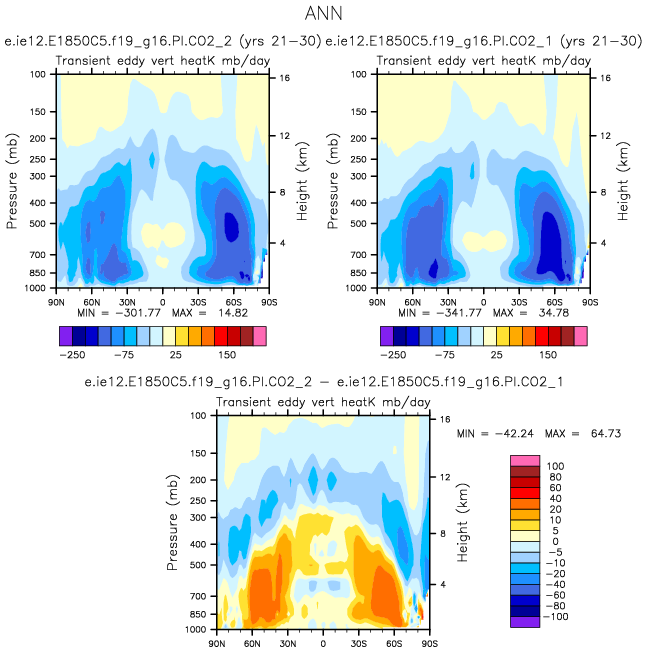 ANN
e.ie12.E1850C5.f19_g16.PI.CO2_2 (yrs 21-30) e.ie12.E1850C5.f19_g16.PI.CO2_1 (yrs 21-30)
Transient eddy vert heatK mb/day Transient eddy vert heatK mb/day
100 150 200 250 300 400 500 700 850 1000
Pressure (mb)
16 12 8 4
Height (km)
90N 60N 30N 0 30S 60S 90S
MIN = -301.77 MAX = 14.82
-250 -75 25 150
100 150 200 250 300 400 500 700 850 1000
Pressure (mb)
16 12 8 4
Height (km)
90N 60N 30N 0 30S 60S 90S
MIN = -341.77 MAX = 34.78
-250 -75 25 150
e.ie12.E1850C5.f19_g16.PI.CO2_2 - e.ie12.E1850C5.f19_g16.PI.CO2_1
Transient eddy vert heatK mb/day
100 150 200 250 300 400 500 700 850 1000
Pressure (mb)
16 12 8 4
Height (km)
90N 60N 30N 0 30S 60S 90S
MIN = -42.24 MAX = 64.73
100
80
60
40
20
10
5
0
-5
-10
-20
-40
-60
-80
-100